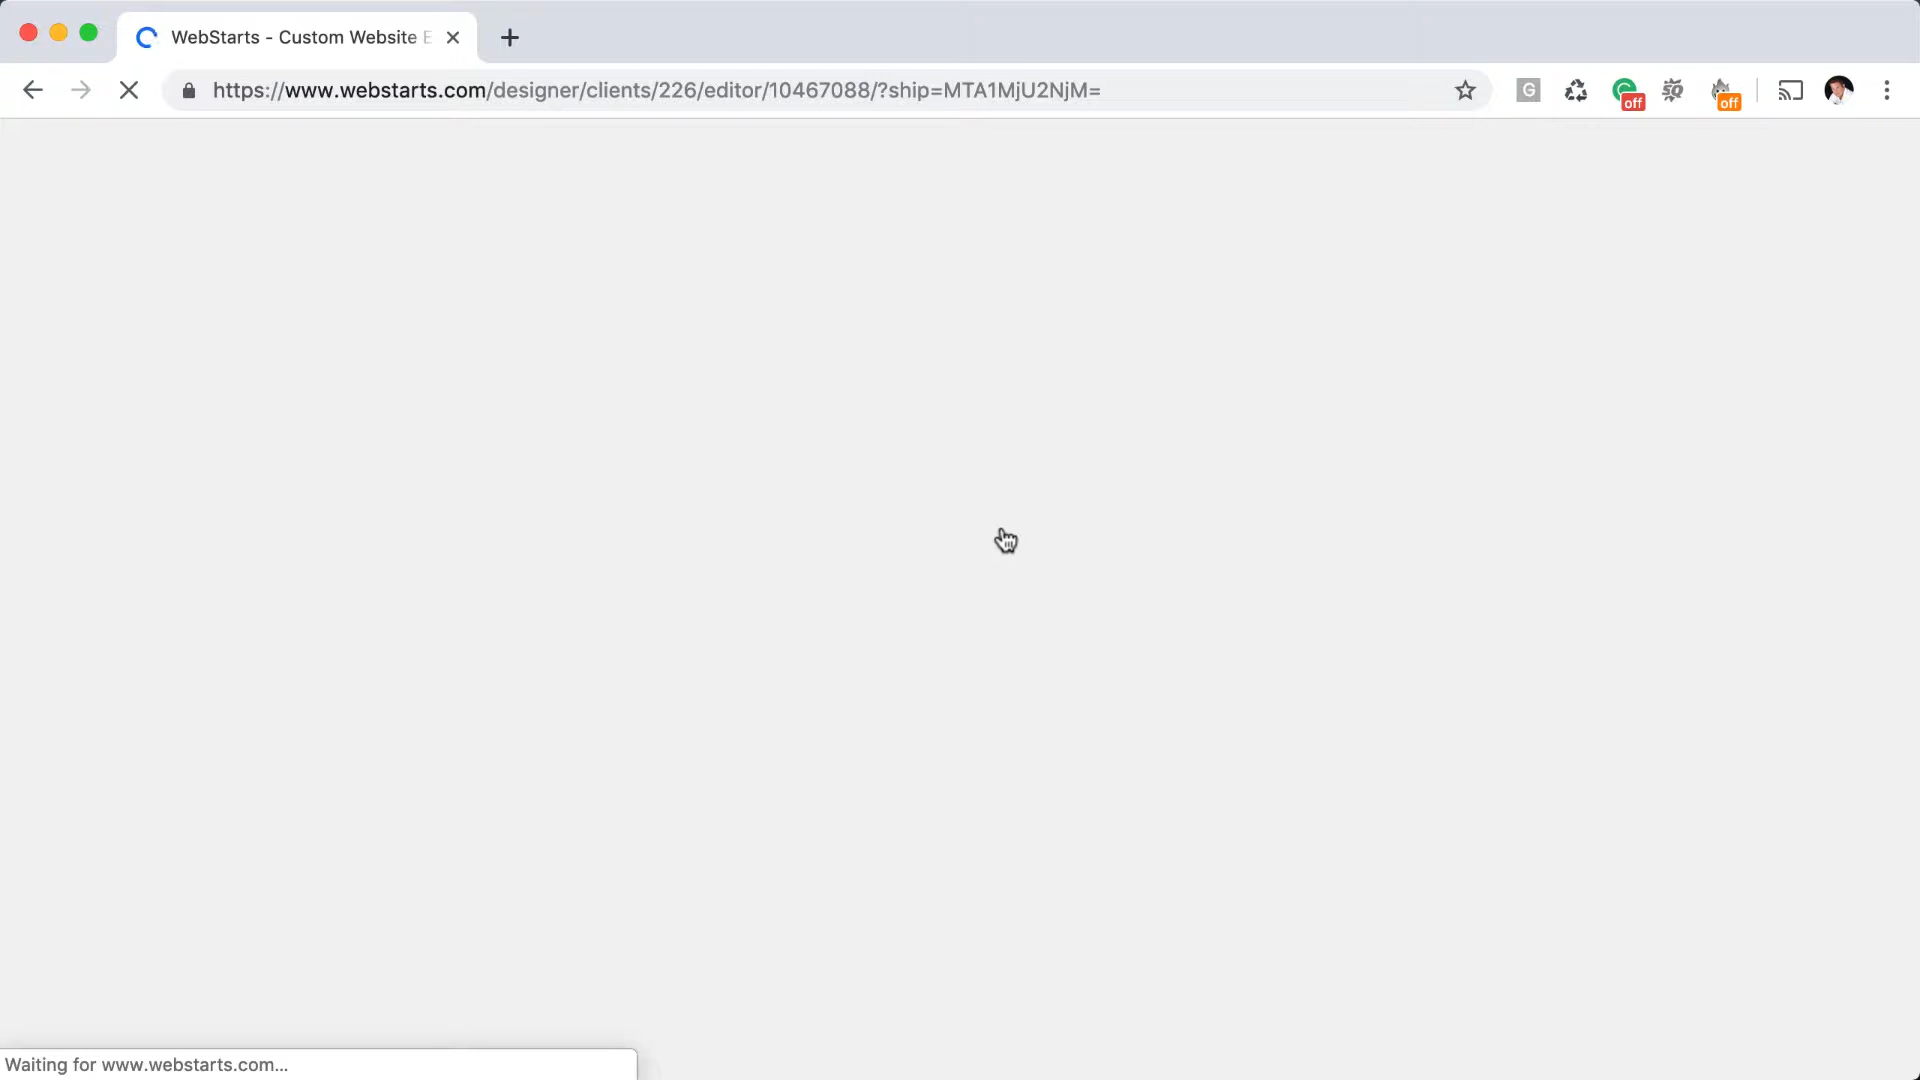 WebStarts - Custom Website E
https://www.webstarts.com/designer/clients/226/editor/10467088/?ship=MTA1MjU2NjM=
G
off
SQ
off
Waiting for www.webstarts.com...